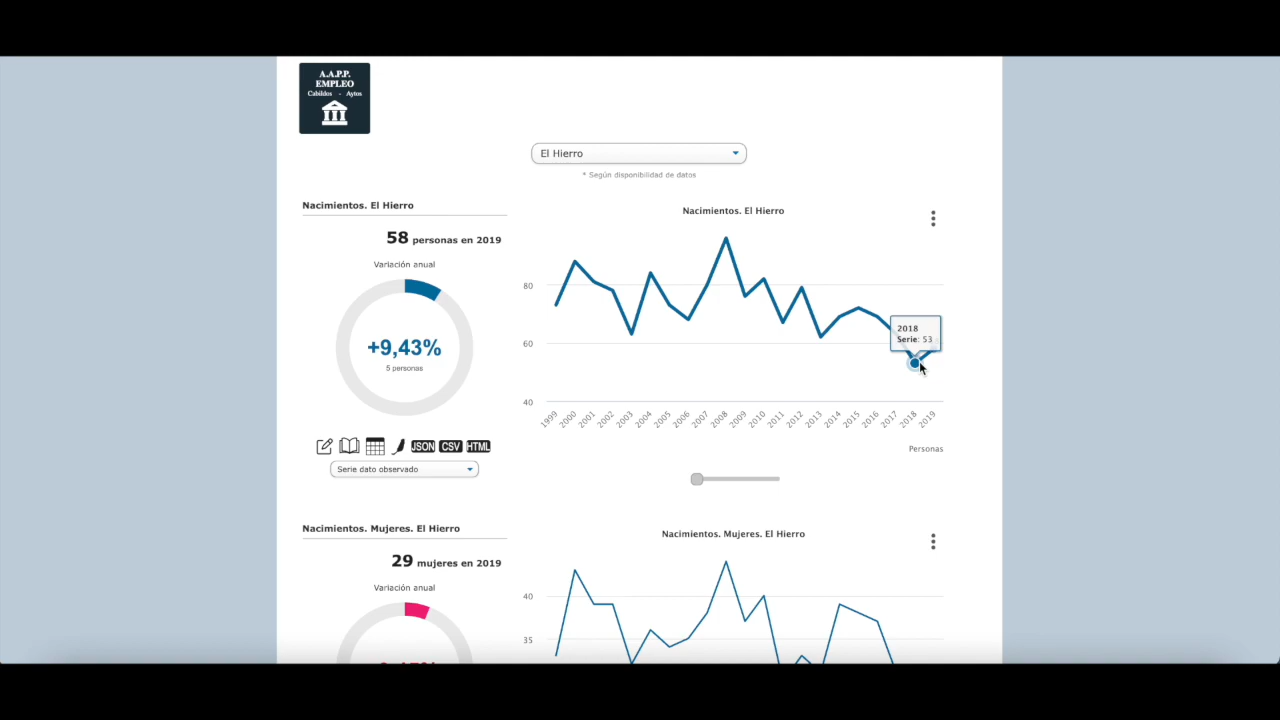 A.A.P.P.
EMPLEO
Cabildos - Aytos
El Hierro
* Según disponibilidad de datos
Nacimientos. El Hierro
58 personas en 2019
Variación anual
+9,43%
5 personas
JSON CSV HTML
Serie dato observado
Nacimientos. El Hierro
80
60
40
2018
Serie: 53
1999 2000 2001 2002 2003 2004 2005 2006 2007 2008 2009 2010 2011 2012 2013 2014 2015 2016 2017 2018 2019
Personas
Nacimientos. Mujeres. El Hierro
29 mujeres en 2019
Variación anual
Nacimientos. Mujeres. El Hierro
40
35